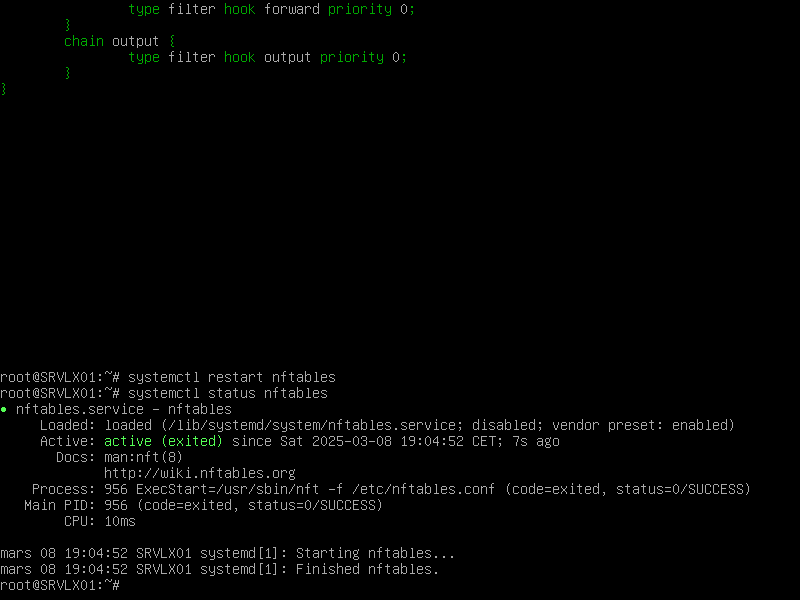 type filter hook forward priority 0;
}
chain output {
type filter hook output priority 0;
}
}
root@SRVLX01:~# systemctl restart nftables
root@SRVLX01:~# systemctl status nftables
● nftables.service - nftables
Loaded: loaded (/lib/systemd/system/nftables.service; disabled; vendor preset: enabled)
Active: active (exited) since Sat 2025-03-08 19:04:52 CET; 7s ago
Docs: man:nft(8)
http://wiki.nftables.org
Process: 956 ExecStart=/usr/sbin/nft -f /etc/nftables.conf (code=exited, status=0/SUCCESS)
Main PID: 956 (code=exited, status=0/SUCCESS)
CPU: 10ms
mars 08 19:04:52 SRVLX01 systemd[1]: Starting nftables...
mars 08 19:04:52 SRVLX01 systemd[1]: Finished nftables.
root@SRVLX01:~#